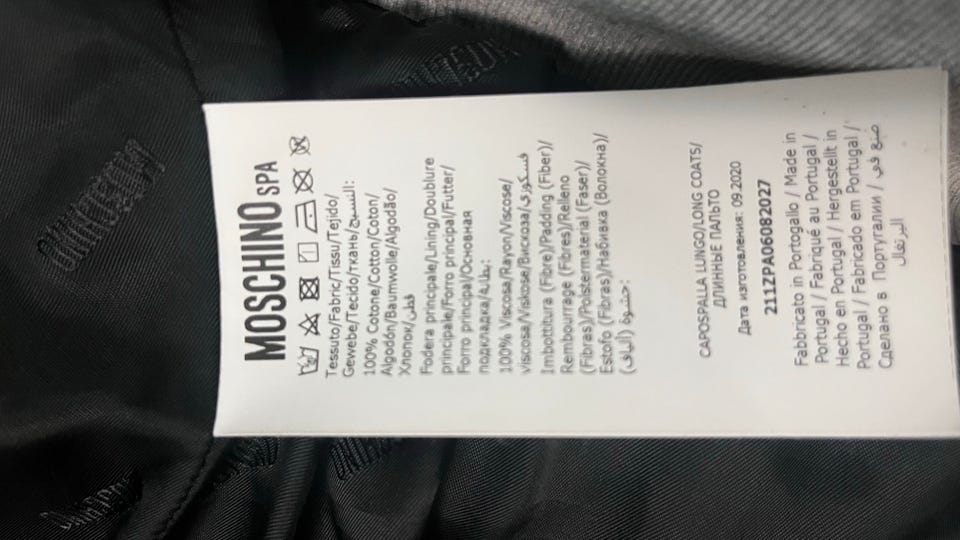 MOSCHINO SPA
Tessuto/Fabric/Tissu/Tejido/
Gewebe/Tecido/ткань/النسيج:
100% Cotone/Cotton/Coton/
Algodón/Baumwolle/Algodão/
Хлопок/قطن
Fodera principale/Lining/Doublure
principale/Forro principal/Futter/
Forro principal/Основная
подкладка/بطانة:
100% Viscosa/Rayon/Viscose/
viscosa/Viskose/Вискоза/فيسكوزي
Imbottitura (Fibre)/Padding (Fiber)/
Rembourrage (Fibres)/Relleno
(Fibras)/Polstermaterial (Faser)/
Estofo (Fibras)/Набивка (Волокна)/
CAPOSPALLA LUNGO/LONG COATS/
ДЛИННЫЕ ПАЛЬТО
Дата изготовления: 09.2020
211ZPA06082027
Fabbricato in Portogallo / Made in
Portugal / Fabriqué au Portugal /
Hecho en Portugal / Hergestellt in
Portugal / Fabricado em Portugal /
Сделано в Португалии / صنع في
البرتغال
MOSCHINO
MOSCHINO